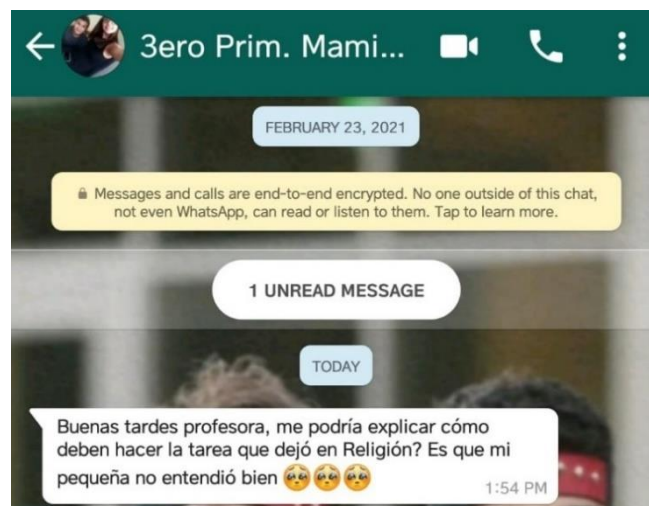 3ero Prim. Mami...
FEBRUARY 23, 2021
Messages and calls are end-to-end encrypted. No one outside of this chat,
not even WhatsApp, can read or listen to them. Tap to learn more.
1 UNREAD MESSAGE
TODAY
Buenas tardes profesora, me podría explicar cómo
deben hacer la tarea que dejó en Religión? Es que mi
pequeña no entendió bien 🥺🥺🥺
1:54 PM